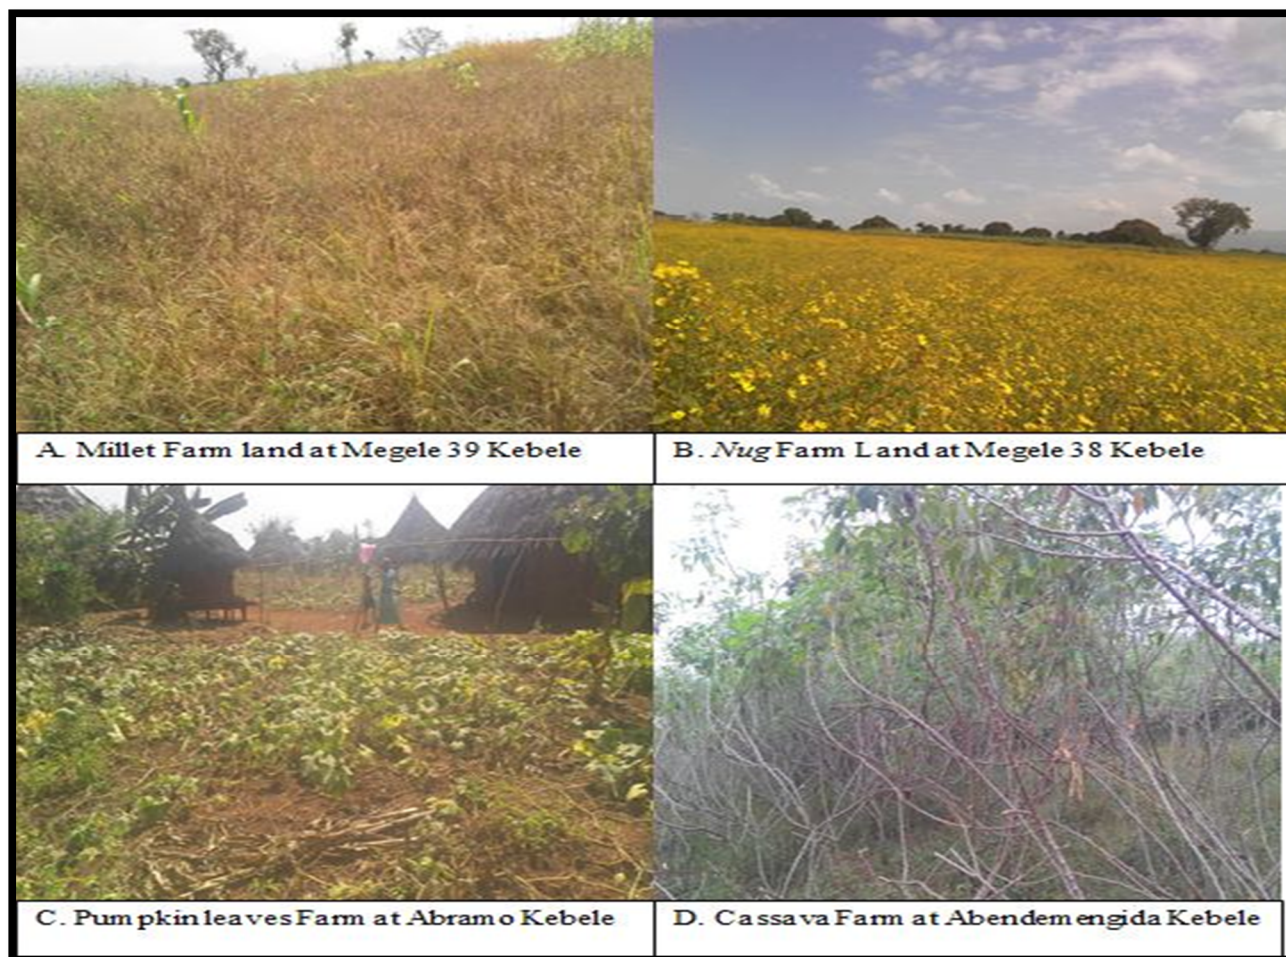 A. Millet Farm land at Megele 39 Kebele
B. Nug Farm Land at Megele 38 Kebele
C. Pumpkin leaves Farm at Abramo Kebele
D. Cassava Farm at Abendemengida Kebele